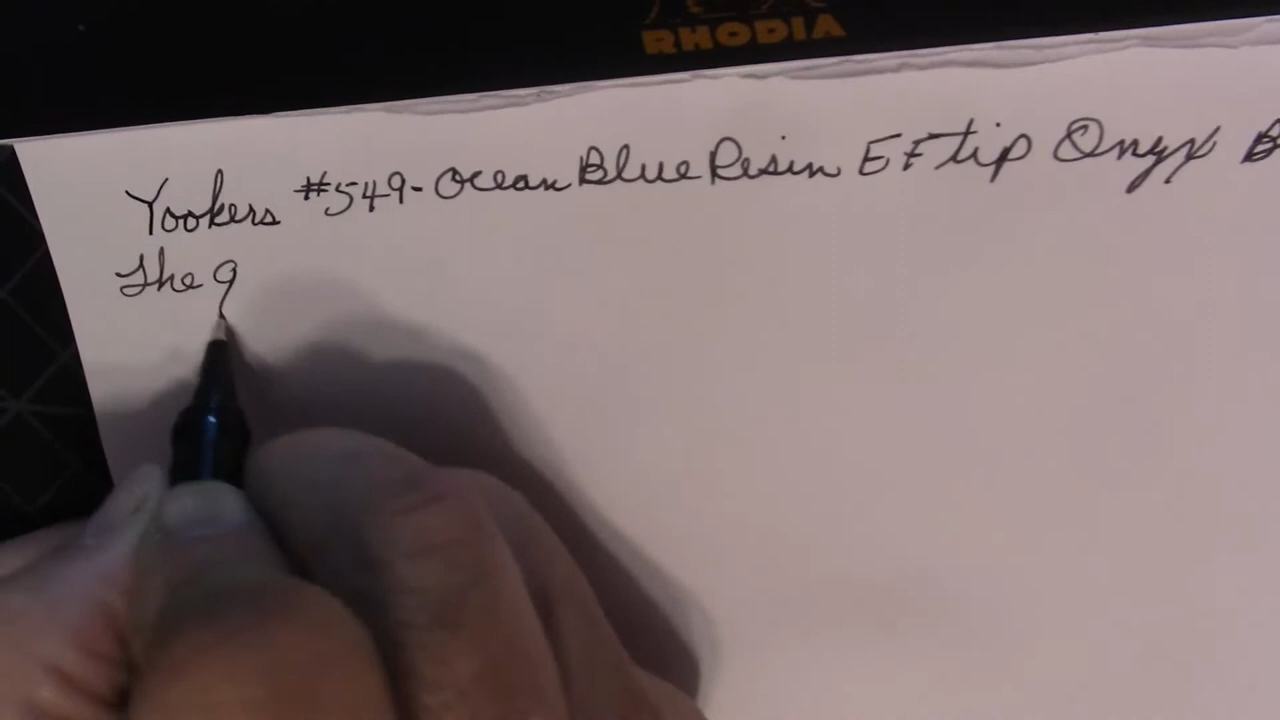 RHODIA
Yookers #549- Ocean Blue Resin EF tip Onyx B
The q